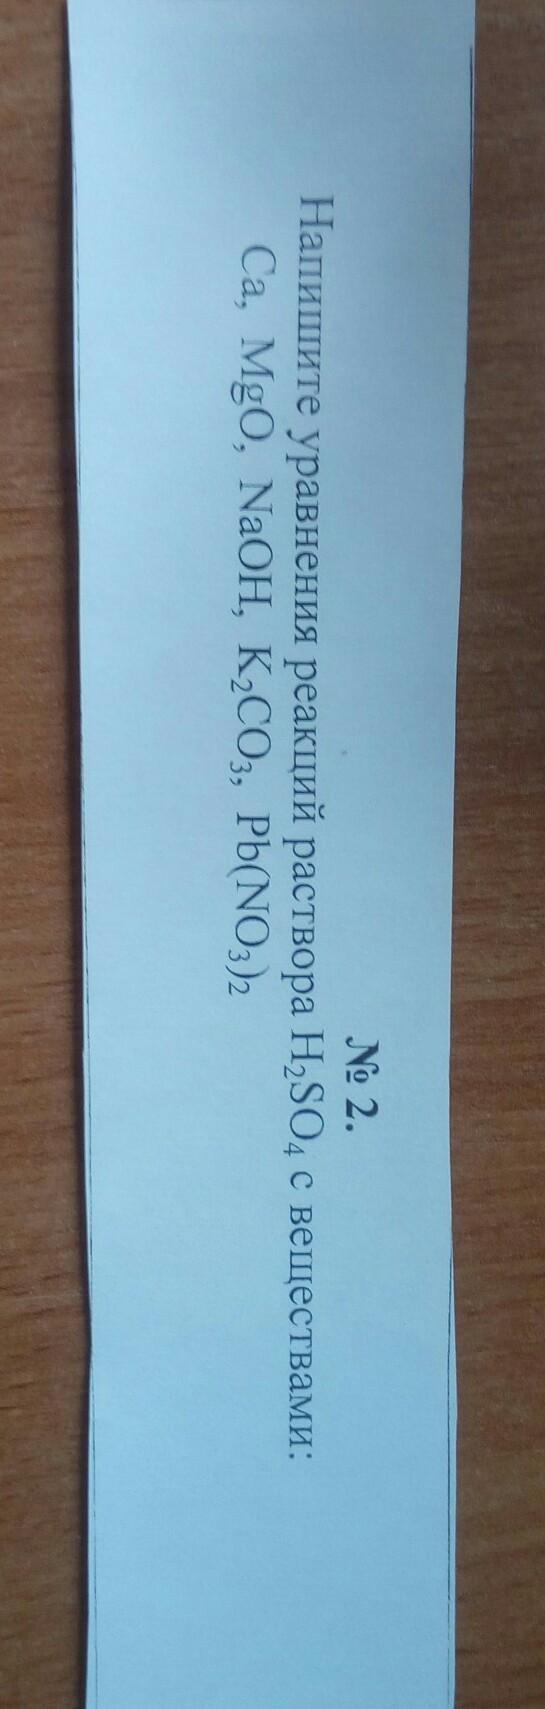 № 2.
Напишите уравнения реакций раствора H₂SO₄ с веществами:
Ca, MgO, NaOH, K₂CO₃, Pb(NO₃)₂